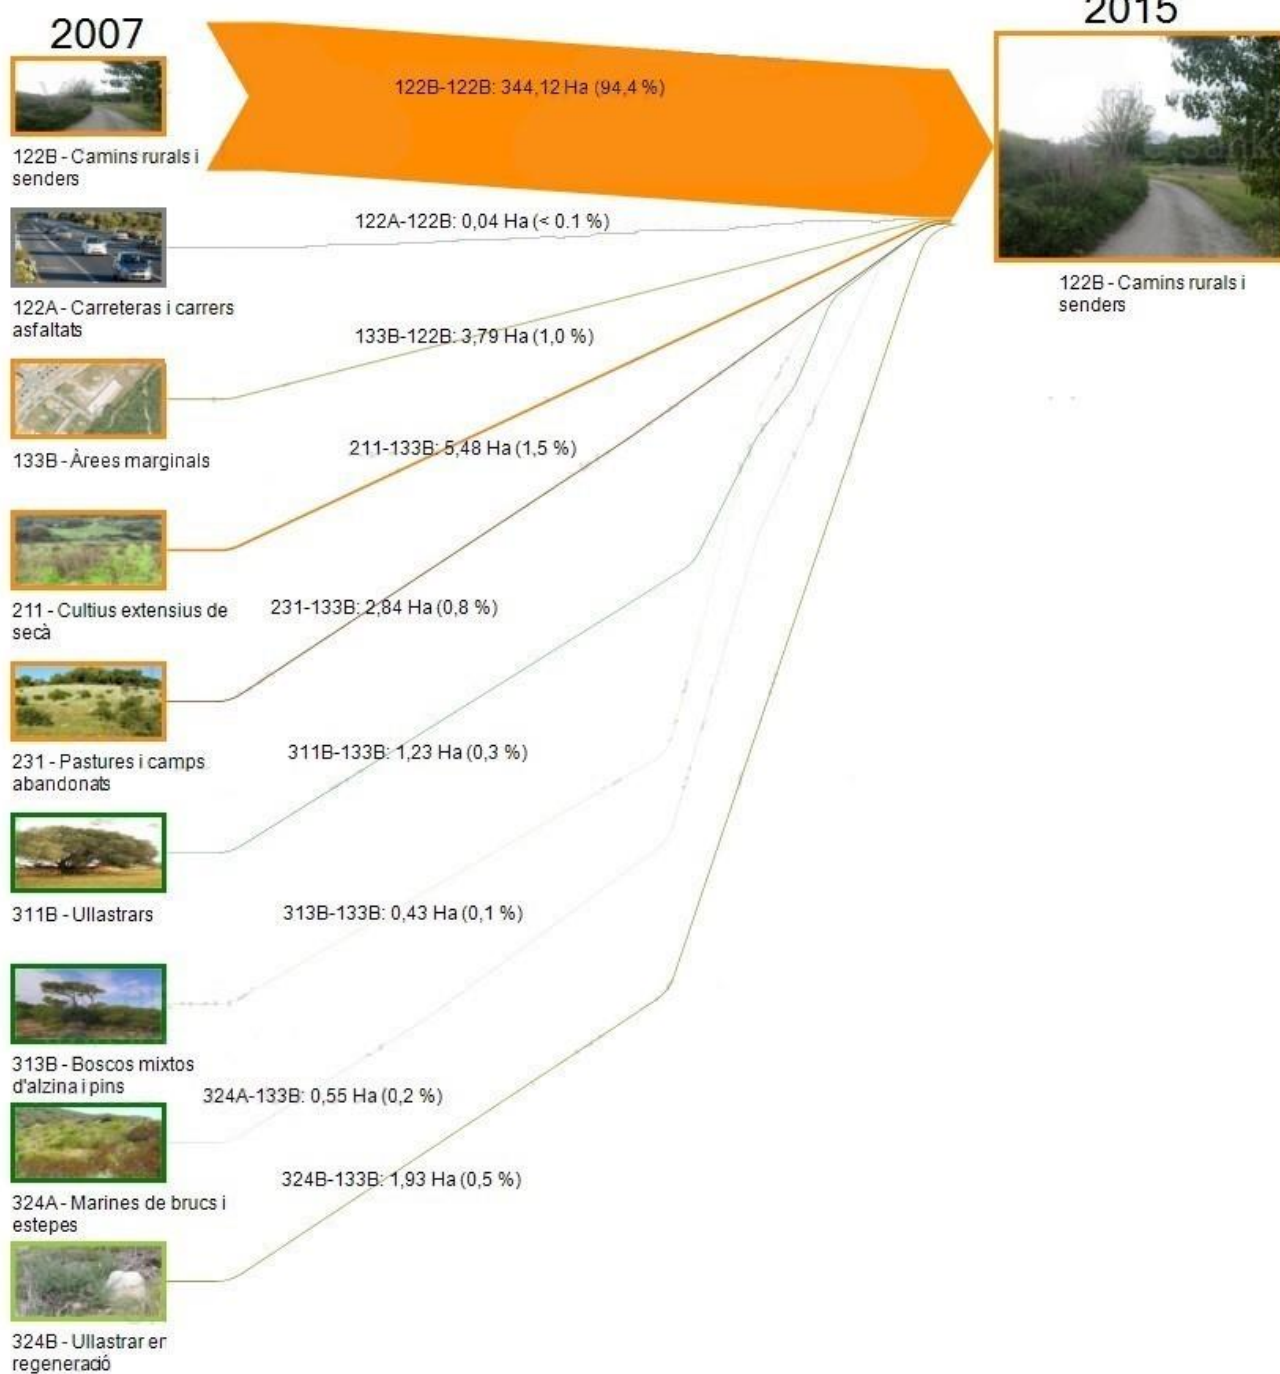 2007
2015
122B-122B: 344,12 Ha (94,4 %)
122B - Camins rurals i
senders
122A-122B: 0,04 Ha (< 0.1 %)
122B - Camins rurals i
senders
122A - Carreteras i carrers
asfaltats
133B-122B: 3,79 Ha (1,0 %)
133B - Àrees marginals
211-133B: 5,48 Ha (1,5 %)
211 - Cultius extensius de
secà
231-133B: 2,84 Ha (0,8 %)
231 - Pastures i camps
abandonats
311B-133B: 1,23 Ha (0,3 %)
311B - Ullastrars
313B-133B: 0,43 Ha (0,1 %)
313B - Boscos mixtos
d'alzina i pins
324A-133B: 0,55 Ha (0,2 %)
324A - Marines de brucs i
estepes
324B-133B: 1,93 Ha (0,5 %)
324B - Ullastrar en
regeneració